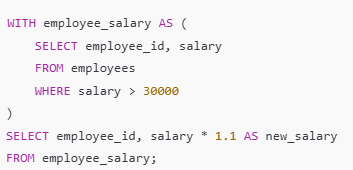 WITH employee_salary AS (
    SELECT employee_id, salary
    FROM employees
    WHERE salary > 30000
)
SELECT employee_id, salary * 1.1 AS new_salary
FROM employee_salary;